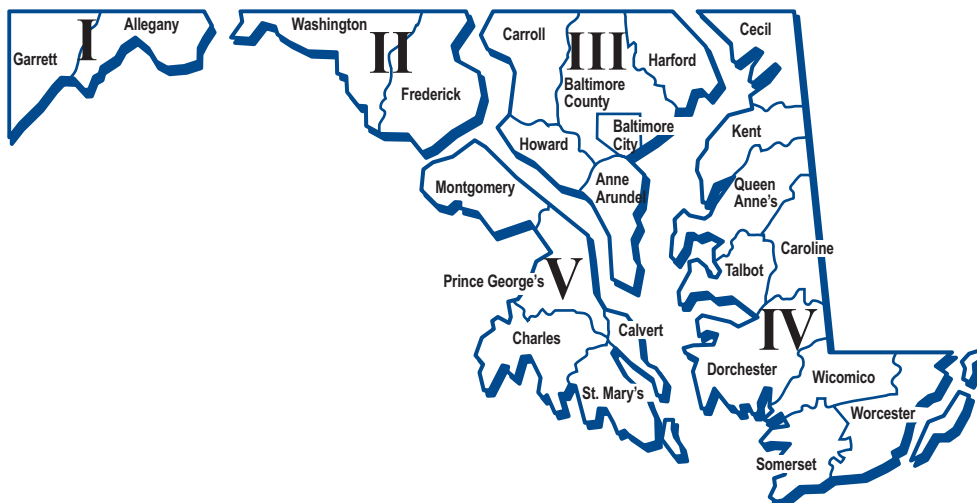 Garrett
I
Allegany
Washington
II
Frederick
Carroll
III
Harford
Baltimore
County
Baltimore
City
Howard
Anne
Arundel
Cecil
Kent
Queen
Anne's
Caroline
Talbot
IV
Dorchester
Wicomico
Worcester
Somerset
Montgomery
Prince George's
V
Charles
Calvert
St. Mary's